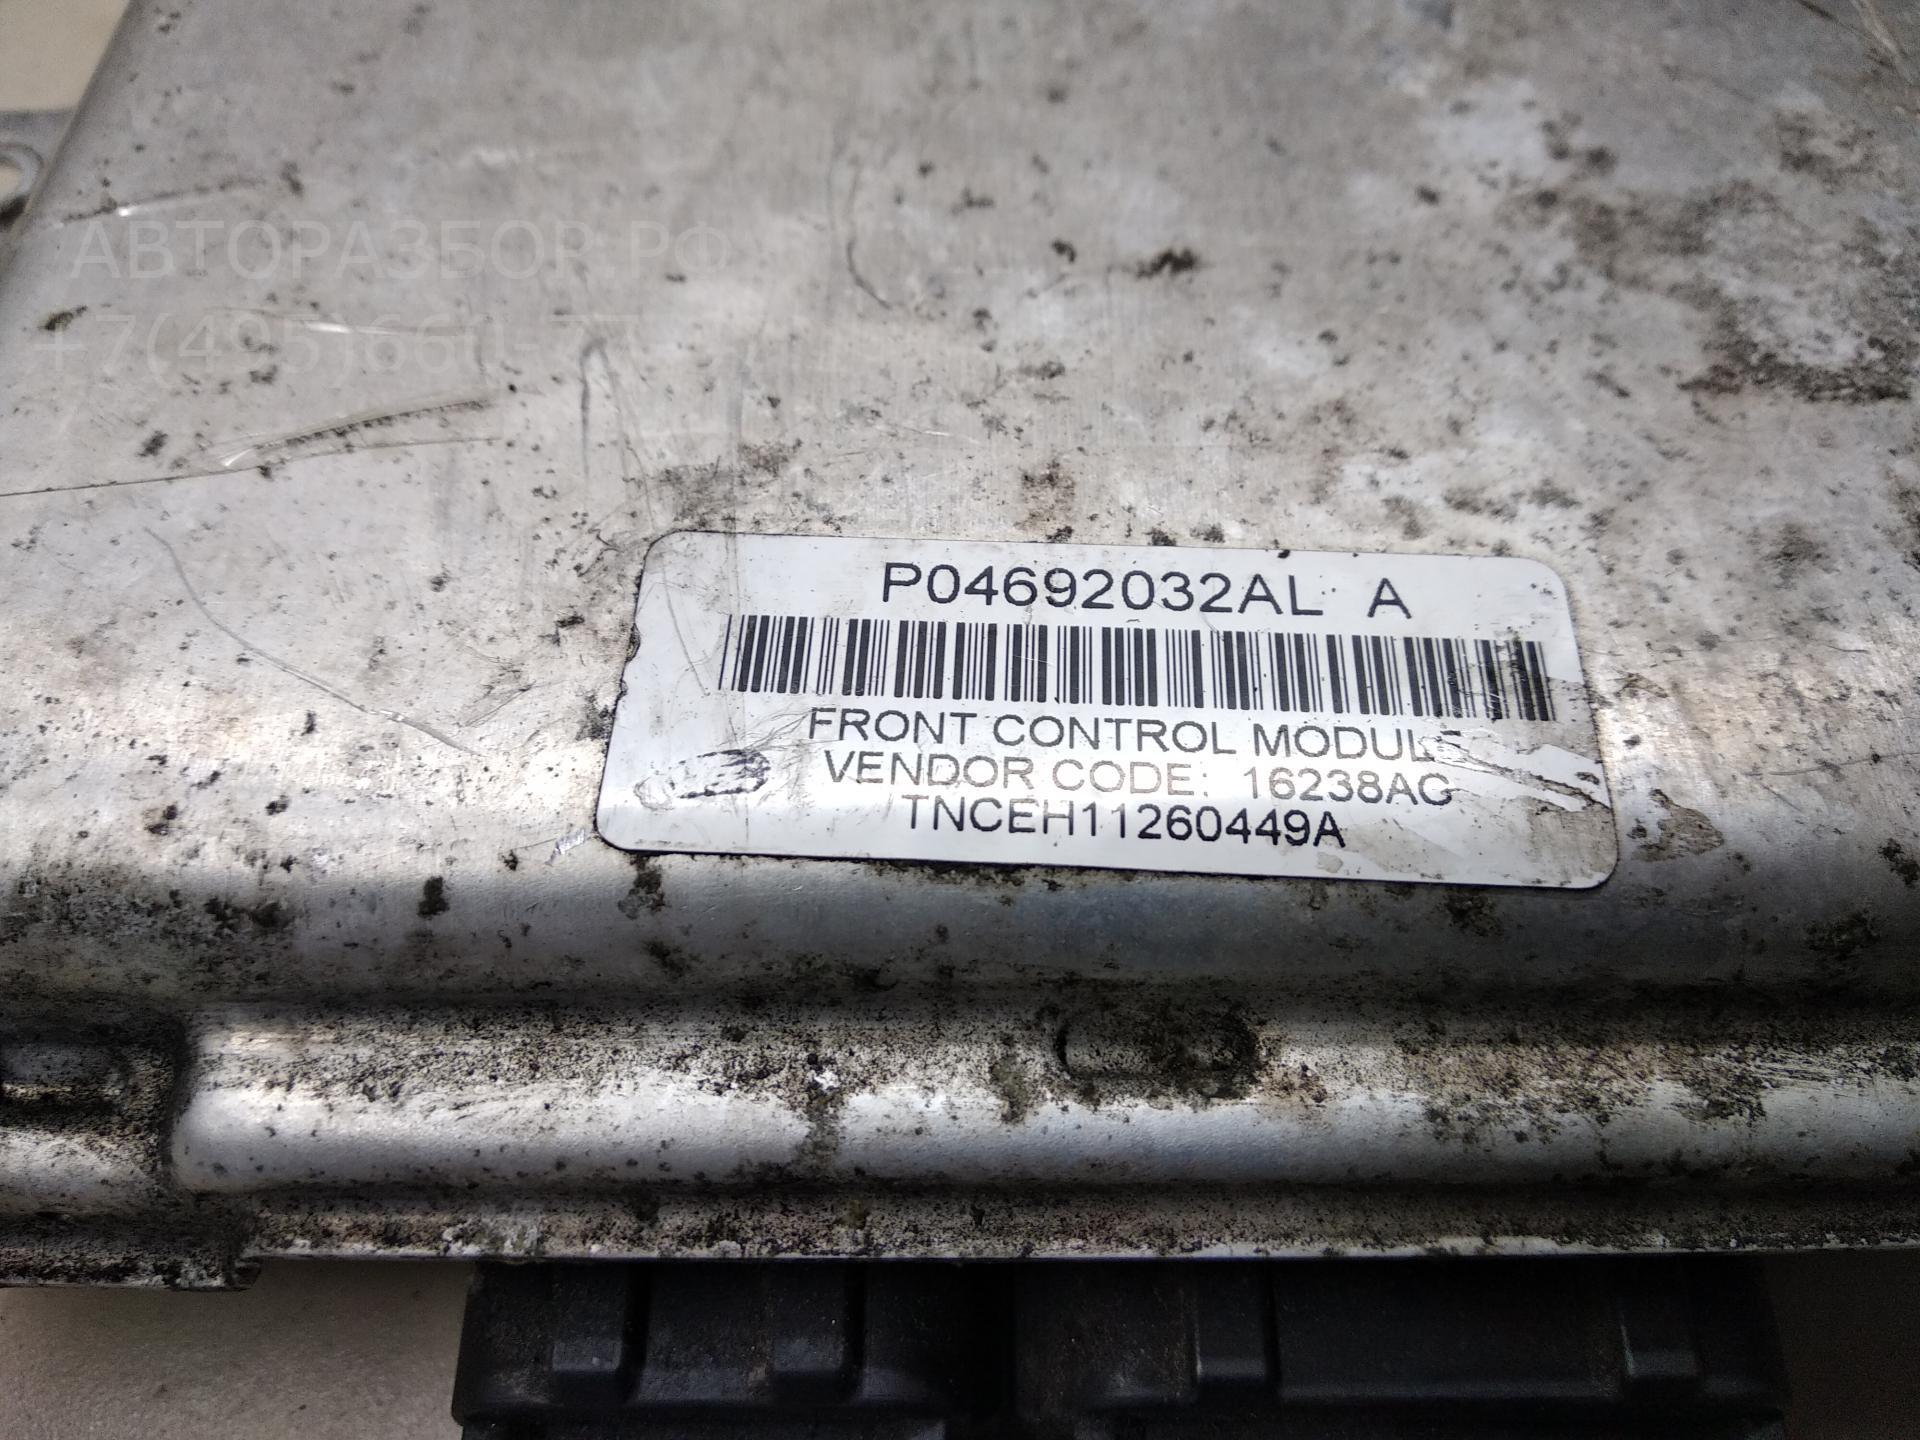 АВТОРАЗБОР.РФ
P04692032AL A
FRONT CONTROL MODULE
VENDOR CODE: 16238AG
TNCEH11260449A